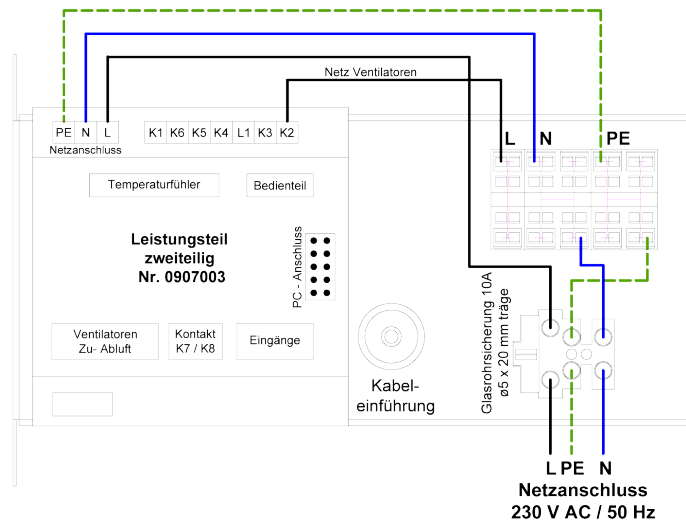 Netz Ventilatoren
PE N L
K1 K6 K5 K4 L1 K3 K2
L N PE
Netzanschluss
Temperaturfühler
Bedienteil
Leistungsteil
zweiteilig
Nr. 0907003
PC - Anschluss
Glasrohrsicherung 10A
ø5 x 20 mm träge
Ventilatoren
Zu- Abluft
Kontakt
K7 / K8
Eingänge
Kabel-
einführung
L PE N
Netzanschluss
230 V AC / 50 Hz